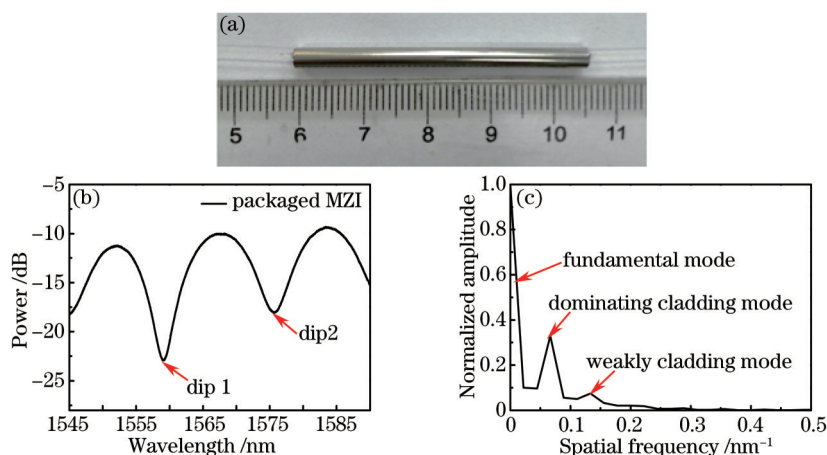 (a)
5 6 7 8 9 10 11
(b)
packaged MZI
Power /dB
−5
−10
−15
−20
−25
dip 1
dip2
1545 1555 1565 1575 1585
Wavelength /nm
(c)
Normalized amplitude
1.0
0.8
0.6
0.4
0.2
0
fundamental mode
dominating cladding mode
weakly cladding mode
0 0.1 0.2 0.3 0.4 0.5
Spatial frequency /nm⁻¹